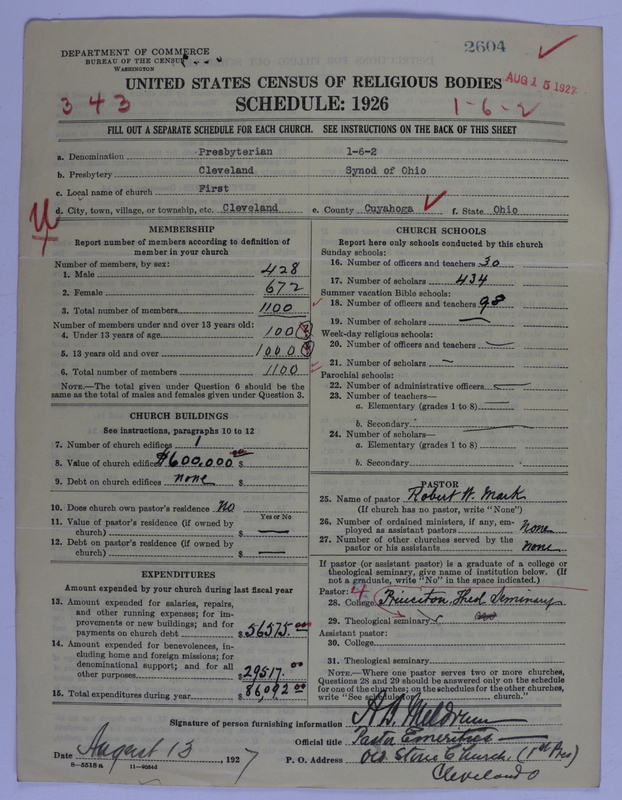 2604
DEPARTMENT OF COMMERCE
BUREAU OF THE CENSUS
WASHINGTON
UNITED STATES CENSUS OF RELIGIOUS BODIES
AUG 15 1927
343
SCHEDULE: 1926
1-6-2
FILL OUT A SEPARATE SCHEDULE FOR EACH CHURCH. SEE INSTRUCTIONS ON THE BACK OF THIS SHEET
a. Denomination Presbyterian 1-6-2
b. Presbytery Cleveland Synod of Ohio
c. Local name of church First
d. City, town, village, or township, etc. Cleveland e. County Cuyahoga f. State Ohio
MEMBERSHIP
Report number of members according to definition of
member in your church
Number of members, by sex:
1. Male 428
2. Female 672
3. Total number of members 1100
Number of members under and over 13 years old:
4. Under 13 years of age 100
5. 13 years old and over 1000
6. Total number of members 1100
NOTE.—The total given under Question 6 should be
same as the total of males and females given under Question 3.
CHURCH BUILDINGS
See instructions, paragraphs 10 to 12
7. Number of church edifices 1
8. Value of church edifices $600,000.00 $
9. Debt on church edifices none $
10. Does church own pastor's residence No
Yes or No
11. Value of pastor's residence (if owned by
church) $ —
12. Debt on pastor's residence (if owned by
church) $ —
EXPENDITURES
Amount expended by your church during last fiscal year
13. Amount expended for salaries, repairs,
and other running expenses; for im-
provements or new buildings; and for
payments on church debt $56575.00
14. Amount expended for benevolences, in-
cluding home and foreign missions; for
denominational support; and for all
other purposes $29517.00
15. Total expenditures during year $86,092.00
CHURCH SCHOOLS
Report here only schools conducted by this church
Sunday schools:
16. Number of officers and teachers 30
17. Number of scholars 434
Summer vacation Bible schools:
18. Number of officers and teachers 98
19. Number of scholars —
Week-day religious schools:
20. Number of officers and teachers —
21. Number of scholars —
Parochial schools:
22. Number of administrative officers —
23. Number of teachers—
a. Elementary (grades 1 to 8) —
b. Secondary
24. Number of scholars—
a. Elementary (grades 1 to 8)
b. Secondary
PASTOR
25. Name of pastor Robert W. Mark
(If church has no pastor, write "None")
26. Number of ordained ministers, if any, em-
ployed as assistant pastors none
27. Number of other churches served by the
pastor or his assistants none
If pastor (or assistant pastor) is a graduate of a college or
theological seminary, give name of institution below. (If
not a graduate, write "No" in the space indicated.)
Pastor:
28. College Princeton Theol Seminary
29. Theological seminary
Assistant pastor:
30. College
31. Theological seminary
NOTE.—Where one pastor serves two or more churches,
Questions 28 and 29 should be answered only on the schedule
for one of the churches; on the schedules for the other churches,
write "See schedule for church."
Signature of person furnishing information A. B. Meldrum
Official title Pastor Emeritus
Date August 13, 1927 P. O. Address Old Stone Church, (1st Pres)
8—5518a 11—9054d Cleveland O